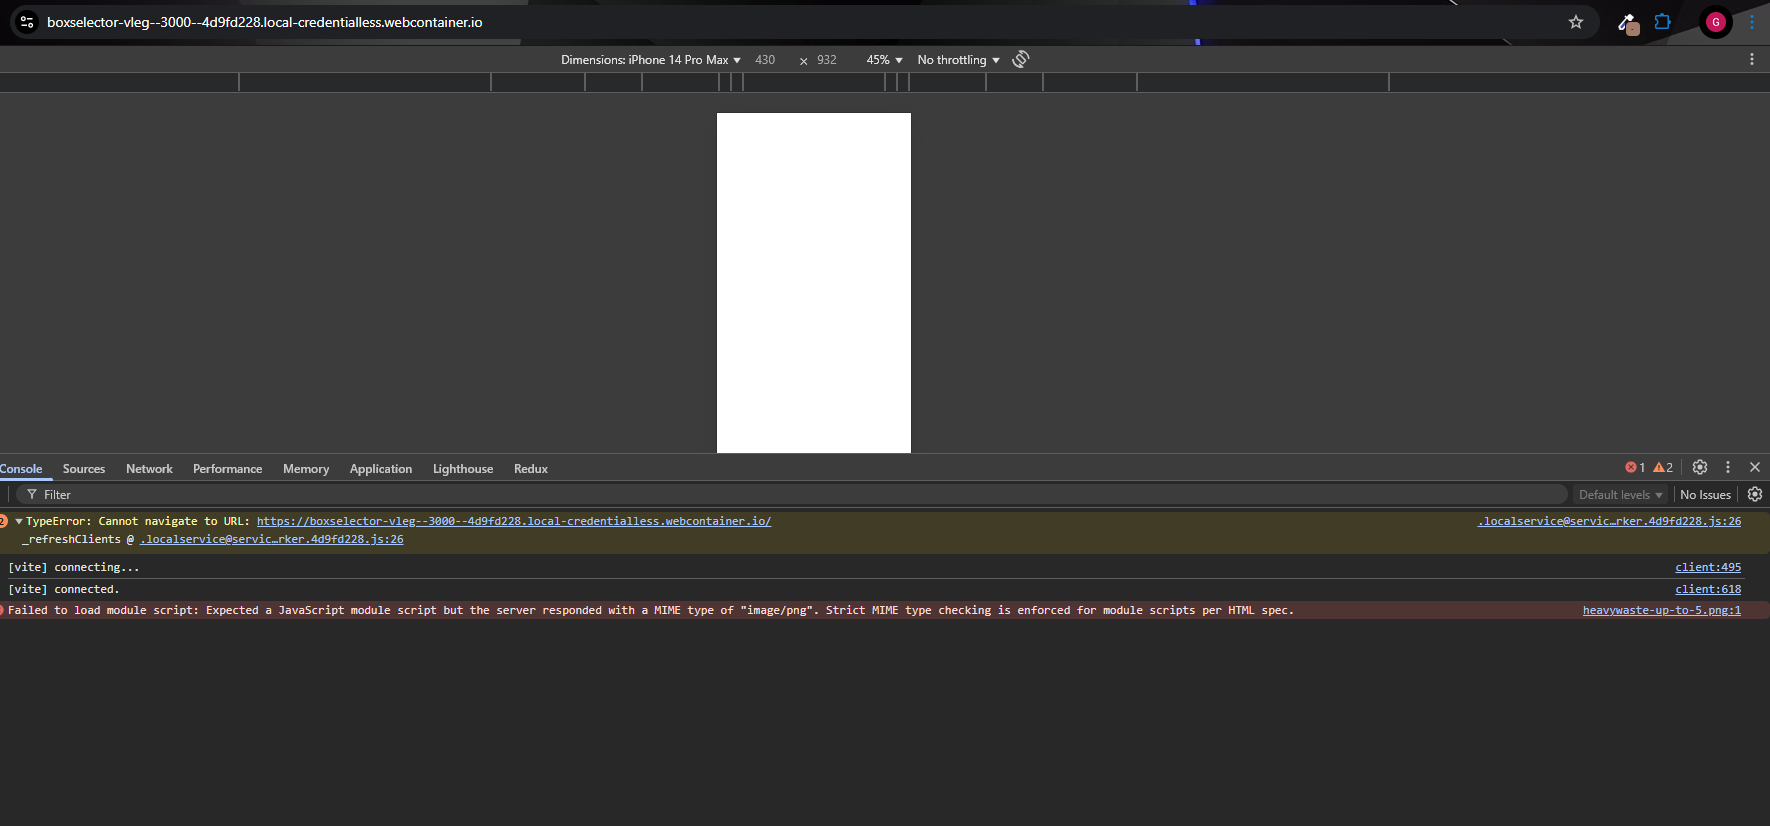 boxselector-vleg--3000--4d9fd228.local-credentialless.webcontainer.io
G
Dimensions: iPhone 14 Pro Max 430 × 932 45% No throttling
Console Sources Network Performance Memory Application Lighthouse Redux 1 2
Filter Default levels No Issues
2 TypeError: Cannot navigate to URL: https://boxselector-vleg--3000--4d9fd228.local-credentialless.webcontainer.io/ .localservice@servic…rker.4d9fd228.js:26
_refreshClients @ .localservice@servic…rker.4d9fd228.js:26
[vite] connecting... client:495
[vite] connected. client:618
Failed to load module script: Expected a JavaScript module script but the server responded with a MIME type of "image/png". Strict MIME type checking is enforced for module scripts per HTML spec. heavywaste-up-to-5.png:1